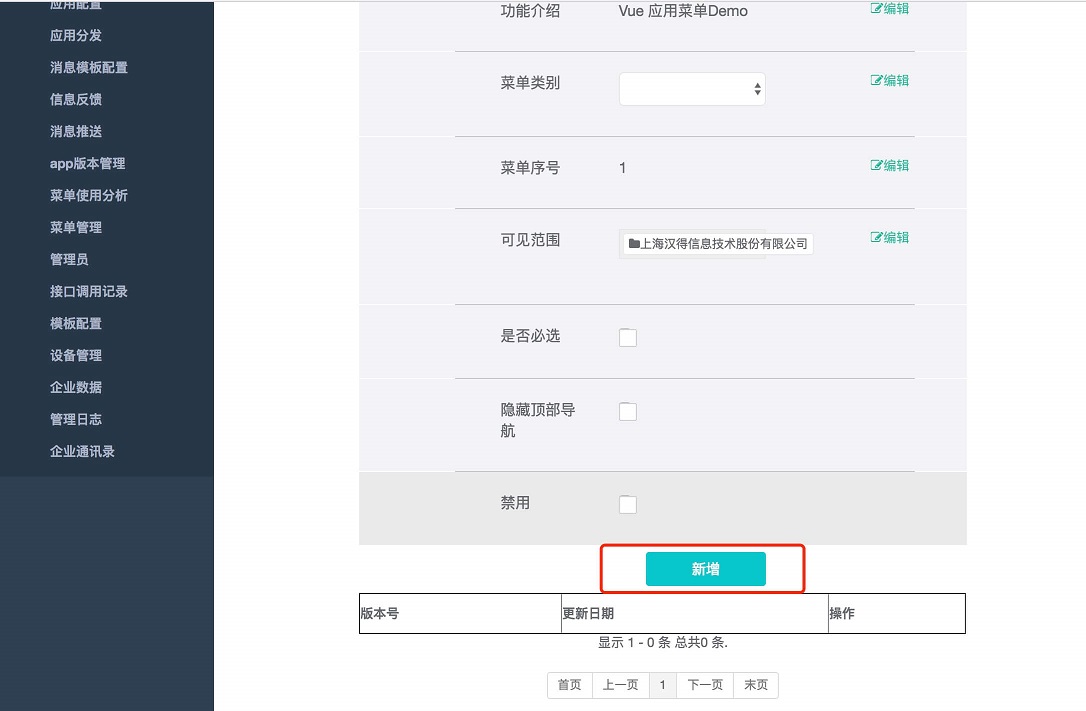 应用配置
应用分发
消息模板配置
信息反馈
消息推送
app版本管理
菜单使用分析
菜单管理
管理员
接口调用记录
模板配置
设备管理
企业数据
管理日志
企业通讯录
功能介绍 Vue 应用菜单Demo 编辑
菜单类别 编辑
菜单序号 1 编辑
可见范围 上海汉得信息技术股份有限公司 编辑
是否必选
隐藏顶部导
航
禁用
新增
版本号 更新日期 操作
显示 1 - 0 条 总共0 条.
首页 上一页 1 下一页 末页